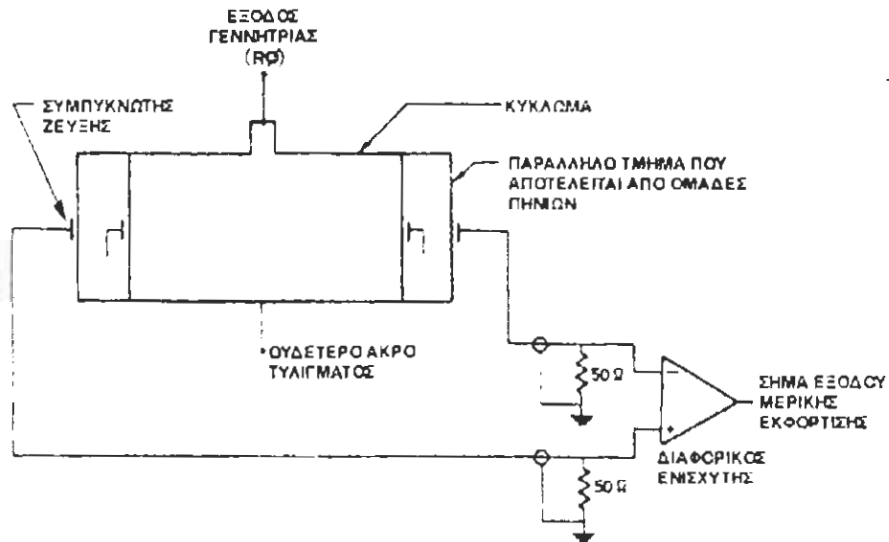 ΕΞΟΔΟΣ
ΓΕΝΝΗΤΡΙΑΣ
(RΦ)
ΣΥΜΠΥΚΝΩΤΗΣ
ΖΕΥΞΗΣ
ΚΥΚΛΩΜΑ
ΠΑΡΑΛΛΗΛΟ ΤΜΗΜΑ ΠΟΥ
ΑΠΟΤΕΛΕΙΤΑΙ ΑΠΟ ΟΜΑΔΕΣ
ΠΗΝΙΩΝ
ΟΥΔΕΤΕΡΟ ΑΚΡΟ
ΤΥΛΙΓΜΑΤΟΣ
50 Ω
−
+
ΣΗΜΑ ΕΞΟΔΟΥ
ΜΕΡΙΚΗΣ
ΕΚΦΟΡΤΙΣΗΣ
ΔΙΑΦΟΡΙΚΟΣ
ΕΝΙΣΧΥΤΗΣ
50 Ω